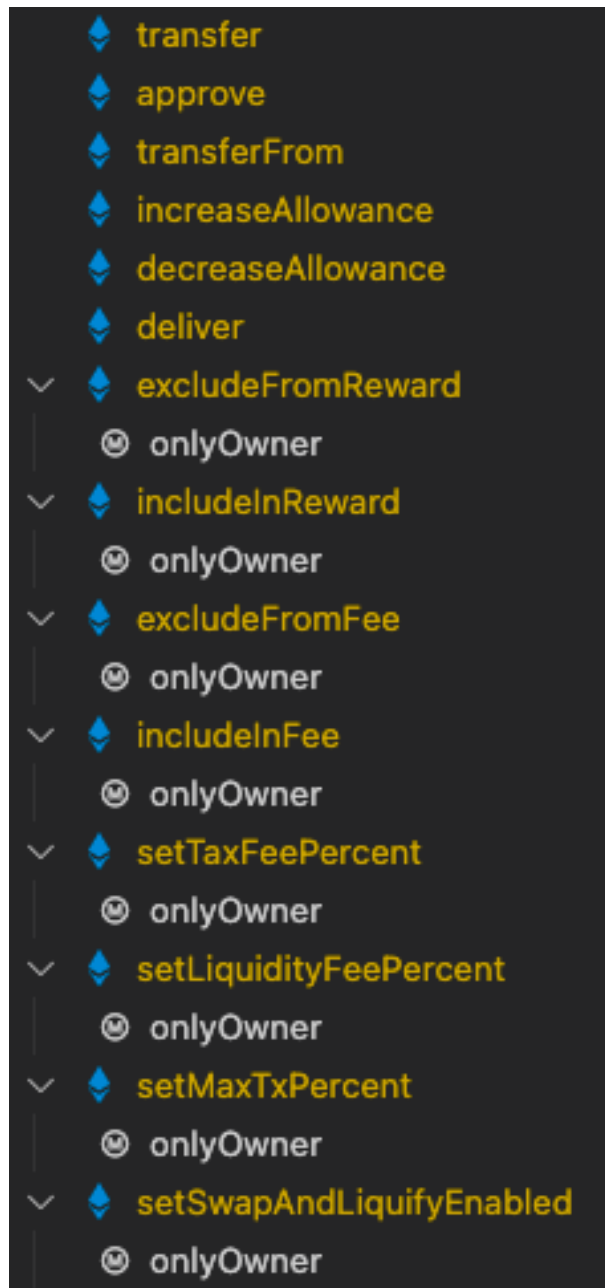 transfer
approve
transferFrom
increaseAllowance
decreaseAllowance
deliver
excludeFromReward
onlyOwner
includeInReward
onlyOwner
excludeFromFee
onlyOwner
includeInFee
onlyOwner
setTaxFeePercent
onlyOwner
setLiquidityFeePercent
onlyOwner
setMaxTxPercent
onlyOwner
setSwapAndLiquifyEnabled
onlyOwner